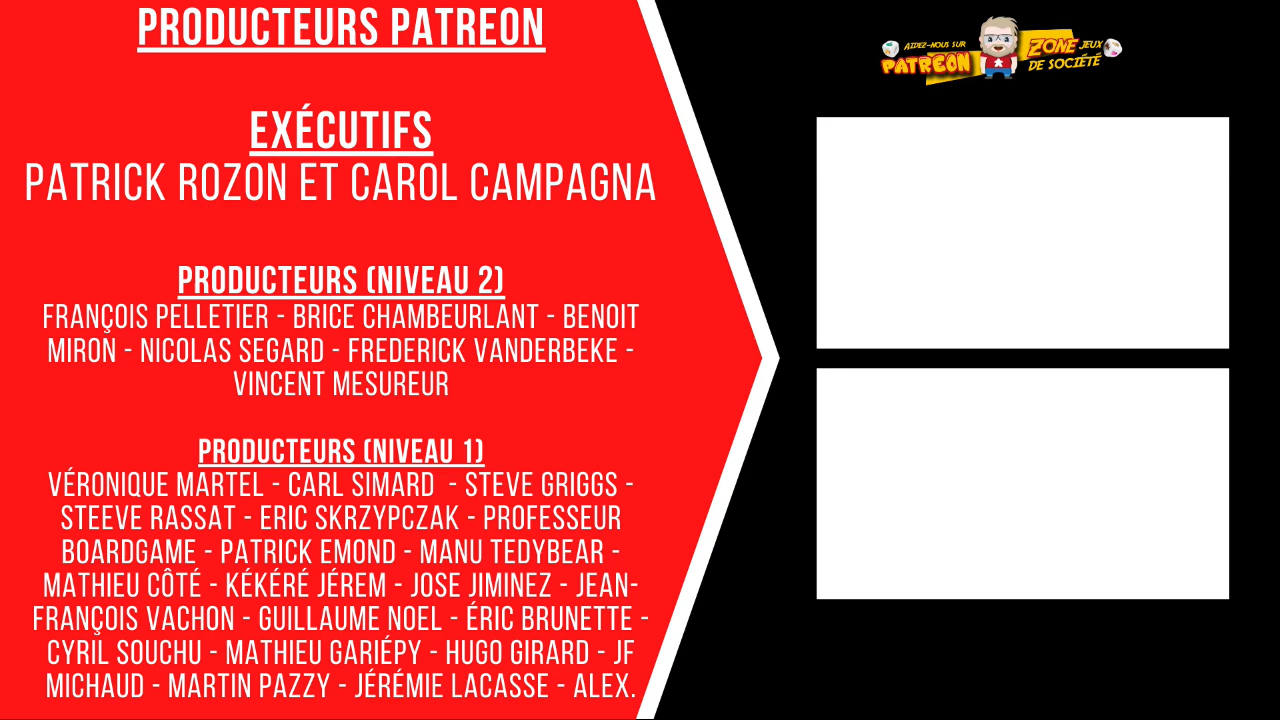 PRODUCTEURS PATREON
EXÉCUTIFS
PATRICK ROZON ET CAROL CAMPAGNA
PRODUCTEURS (NIVEAU 2)
FRANÇOIS PELLETIER - BRICE CHAMBEURLANT - BENOIT
MIRON - NICOLAS SEGARD - FREDERICK VANDERBEKE -
VINCENT MESUREUR
PRODUCTEURS (NIVEAU 1)
VÉRONIQUE MARTEL - CARL SIMARD - STEVE GRIGGS -
STEEVE RASSAT - ERIC SKRZYPCZAK - PROFESSEUR
BOARDGAME - PATRICK EMOND - MANU TEDYBEAR -
MATHIEU CÔTÉ - KÉKÉRÉ JÉREM - JOSE JIMINEZ - JEAN-
FRANÇOIS VACHON - GUILLAUME NOEL - ÉRIC BRUNETTE -
CYRIL SOUCHU - MATHIEU GARIÉPY - HUGO GIRARD - JF
MICHAUD - MARTIN PAZZY - JÉRÉMIE LACASSE - ALEX.
AIDEZ-NOUS SUR
PATREON
ZONE JEUX
DE SOCIÉTÉ